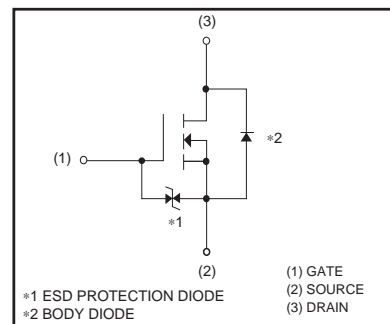 (3)
(1)
∗2
∗1
(2)
∗1 ESD PROTECTION DIODE
∗2 BODY DIODE
(1) GATE
(2) SOURCE
(3) DRAIN